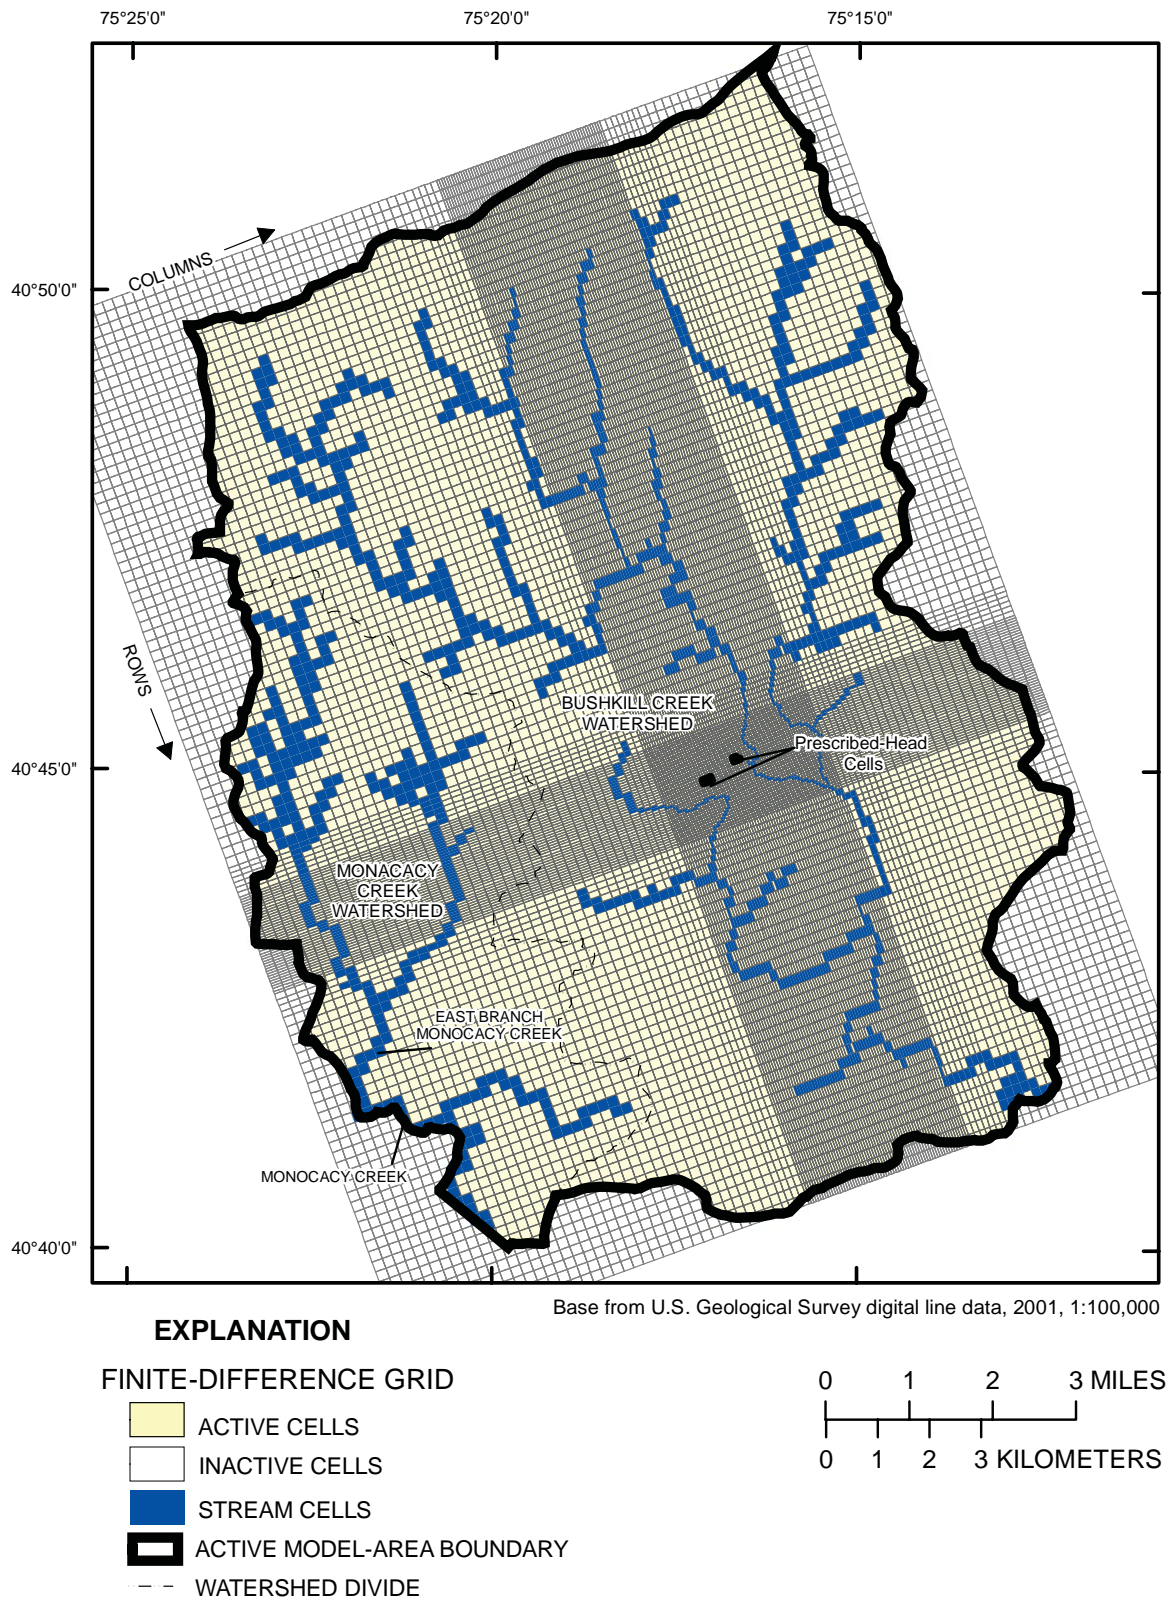 75°25'0"
75°20'0"
75°15'0"
COLUMNS
40°50'0"
ROWS
BUSHKILL CREEK
WATERSHED
Prescribed-Head
Cells
40°45'0"
MONACACY
CREEK
WATERSHED
EAST BRANCH
MONOCACY CREEK
MONOCACY CREEK
40°40'0"
Base from U.S. Geological Survey digital line data, 2001, 1:100,000
EXPLANATION
FINITE-DIFFERENCE GRID
ACTIVE CELLS
INACTIVE CELLS
STREAM CELLS
ACTIVE MODEL-AREA BOUNDARY
WATERSHED DIVIDE
0 1 2 3 MILES
0 1 2 3 KILOMETERS